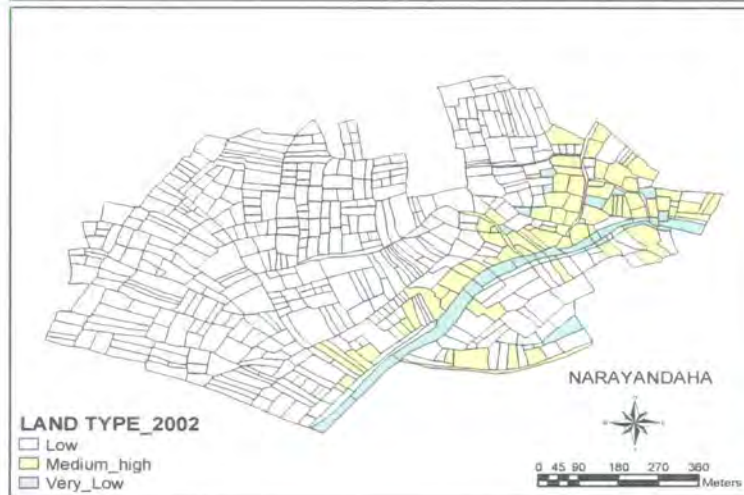 NARAYANDAHA
LAND TYPE_2002
Low
Medium_high
Very_Low
N
0 45 90 180 270 360
Meters